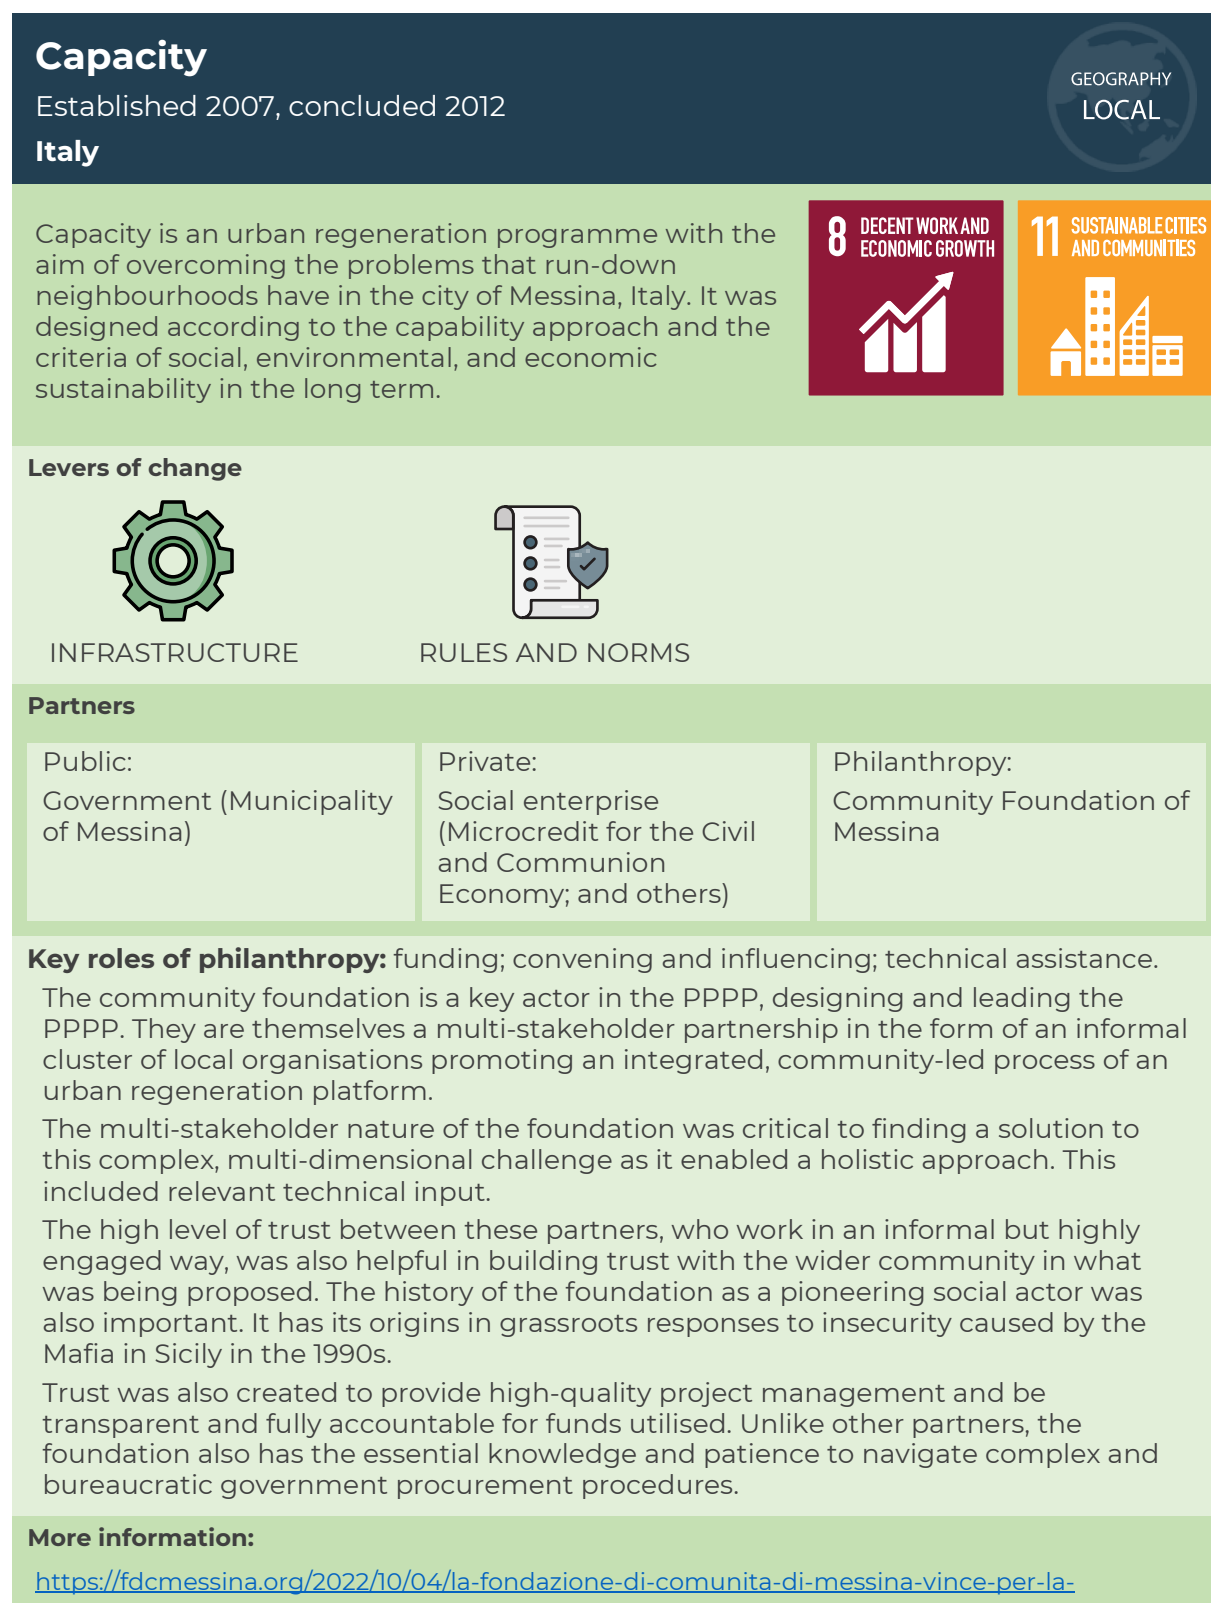 Capacity
Established 2007, concluded 2012
Italy
GEOGRAPHY
LOCAL
Capacity is an urban regeneration programme with the
aim of overcoming the problems that run-down
neighbourhoods have in the city of Messina, Italy. It was
designed according to the capability approach and the
criteria of social, environmental, and economic
sustainability in the long term.
8 DECENT WORK AND
ECONOMIC GROWTH
11 SUSTAINABLE CITIES
AND COMMUNITIES
Levers of change
INFRASTRUCTURE
RULES AND NORMS
Partners
Public:
Government (Municipality
of Messina)
Private:
Social enterprise
(Microcredit for the Civil
and Communion
Economy; and others)
Philanthropy:
Community Foundation of
Messina
Key roles of philanthropy: funding; convening and influencing; technical assistance.
The community foundation is a key actor in the PPPP, designing and leading the
PPPP. They are themselves a multi-stakeholder partnership in the form of an informal
cluster of local organisations promoting an integrated, community-led process of an
urban regeneration platform.
The multi-stakeholder nature of the foundation was critical to finding a solution to
this complex, multi-dimensional challenge as it enabled a holistic approach. This
included relevant technical input.
The high level of trust between these partners, who work in an informal but highly
engaged way, was also helpful in building trust with the wider community in what
was being proposed. The history of the foundation as a pioneering social actor was
also important. It has its origins in grassroots responses to insecurity caused by the
Mafia in Sicily in the 1990s.
Trust was also created to provide high-quality project management and be
transparent and fully accountable for funds utilised. Unlike other partners, the
foundation also has the essential knowledge and patience to navigate complex and
bureaucratic government procurement procedures.
More information:
https://fdcmessina.org/2022/10/04/la-fondazione-di-comunita-di-messina-vince-per-la-